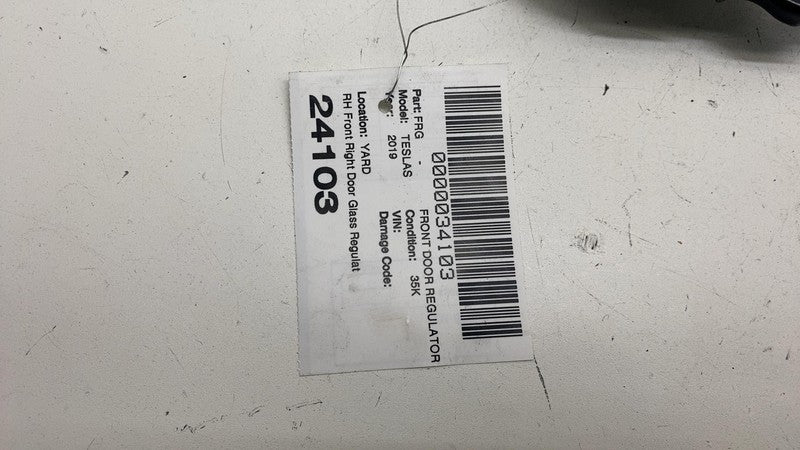 0000034103
Part: FRG - FRONT DOOR REGULATOR
Model: TESLAS Condition: 35K
Year: 2019 VIN:
Damage Code:
Location: YARD
RH Front Right Door Glass Regulat
24103